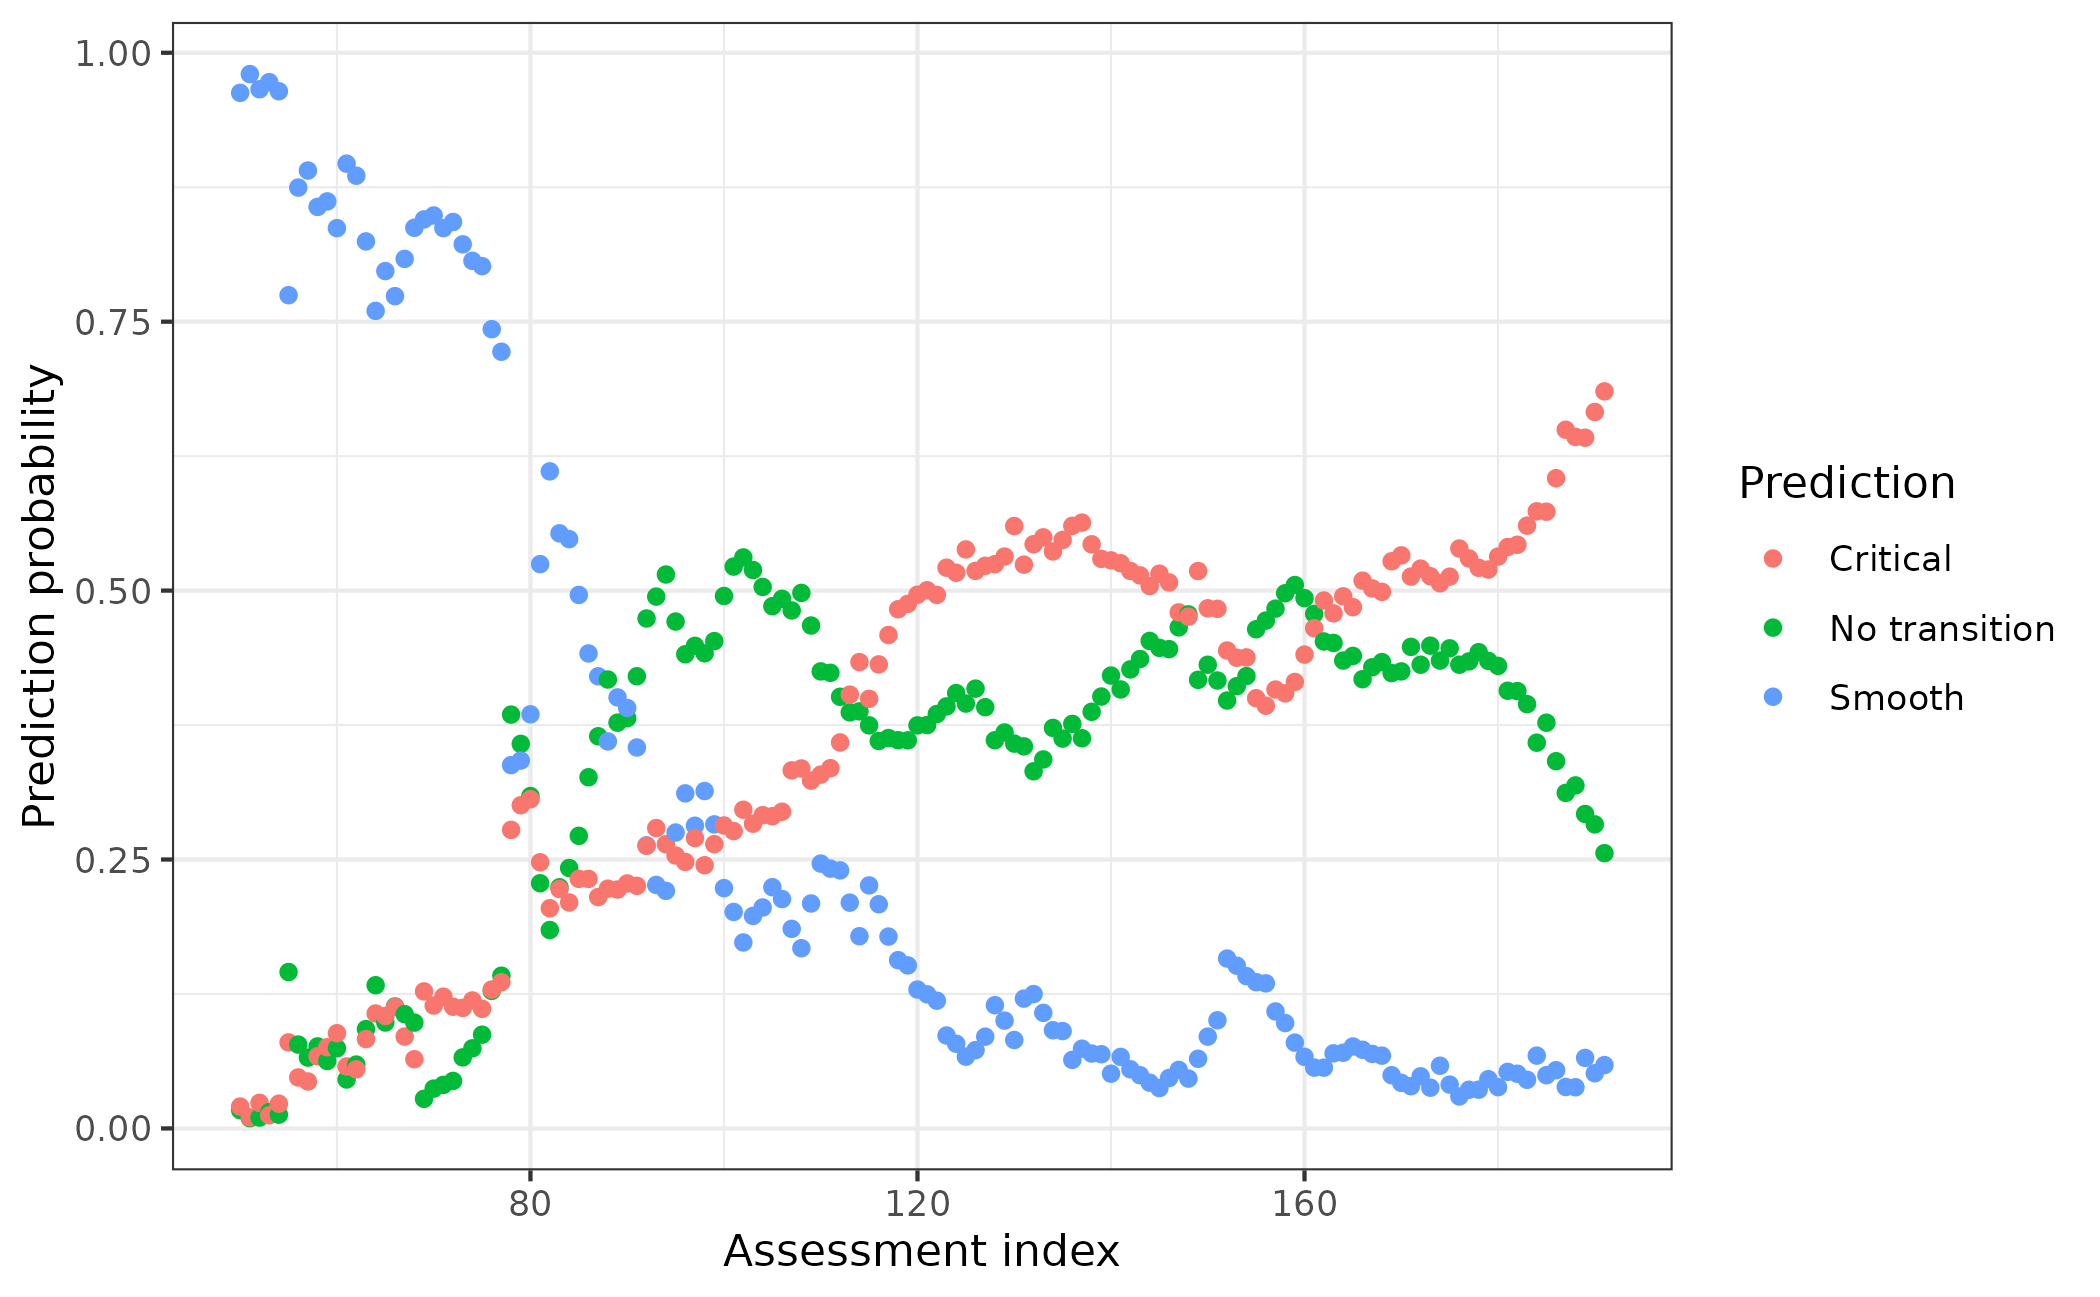 1.00
0.75
0.50
0.25
0.00
Prediction probability
80 120 160
Assessment index
Prediction
Critical
No transition
Smooth